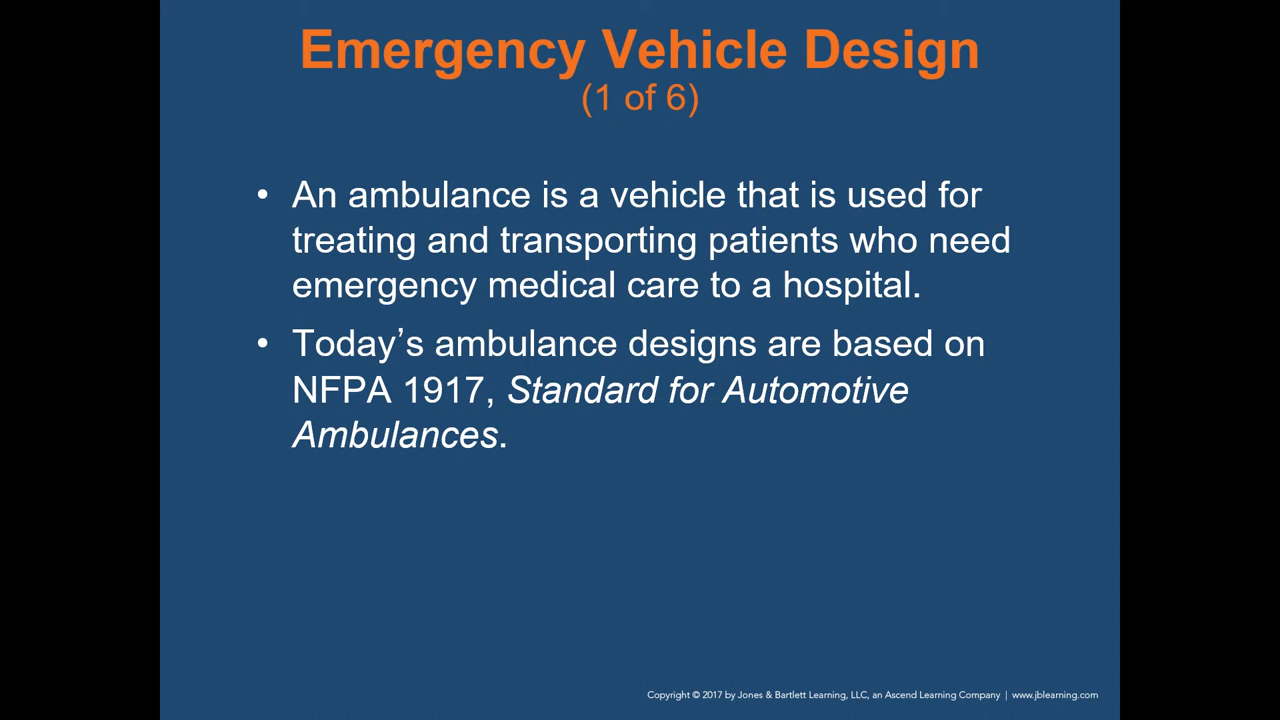 Emergency Vehicle Design
(1 of 6)
• An ambulance is a vehicle that is used for
treating and transporting patients who need
emergency medical care to a hospital.
• Today’s ambulance designs are based on
NFPA 1917, Standard for Automotive
Ambulances.
Copyright © 2017 by Jones & Bartlett Learning, LLC, an Ascend Learning Company | www.jblearning.com